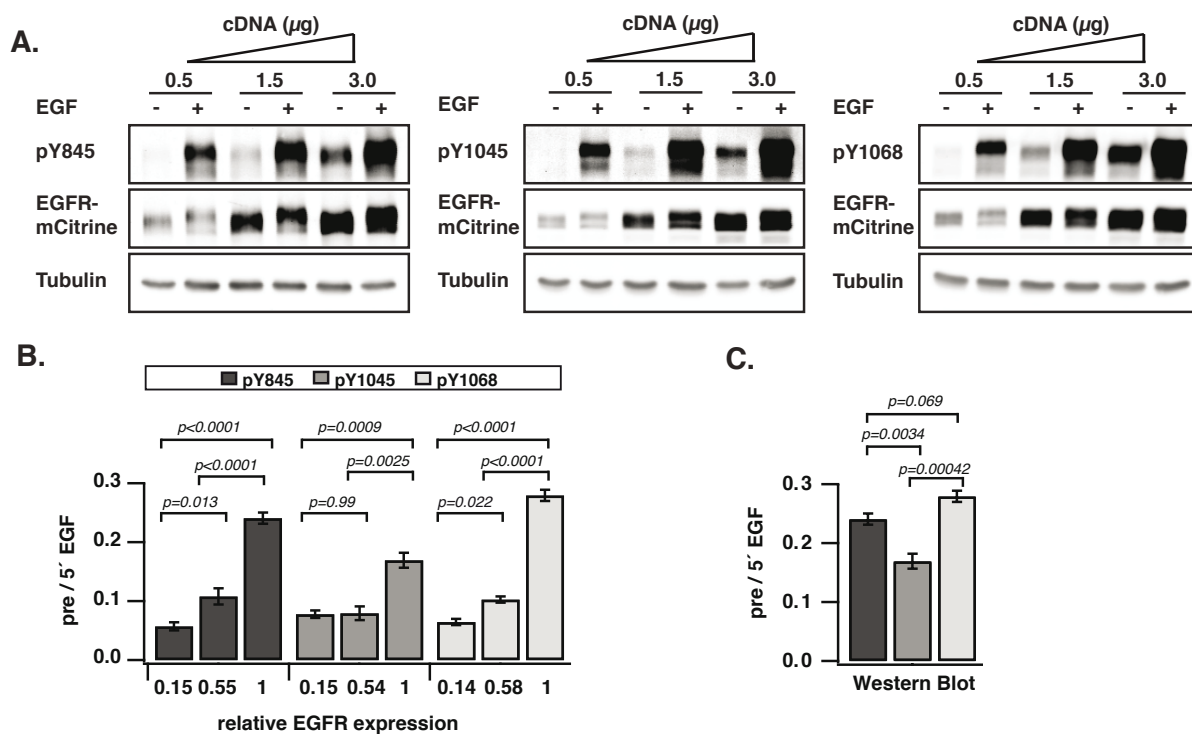 A.
cDNA (µg)
0.5 1.5 3.0
EGF - + - + - +
pY845
EGFR-
mCitrine
Tubulin
cDNA (µg)
0.5 1.5 3.0
EGF - + - + - +
pY1045
EGFR-
mCitrine
Tubulin
cDNA (µg)
0.5 1.5 3.0
EGF - + - + - +
pY1068
EGFR-
mCitrine
Tubulin
B.
pY845 pY1045 pY1068
p<0.0001 p=0.0009 p<0.0001
p<0.0001 p=0.0025 p<0.0001
p=0.013 p=0.99 p=0.022
pre / 5´ EGF
0.3
0.2
0.1
0.0
0.15 0.55 1 0.15 0.54 1 0.14 0.58 1
relative EGFR expression
C.
p=0.069
p=0.0034
p=0.00042
pre / 5´ EGF
0.3
0.2
0.1
0.0
Western Blot